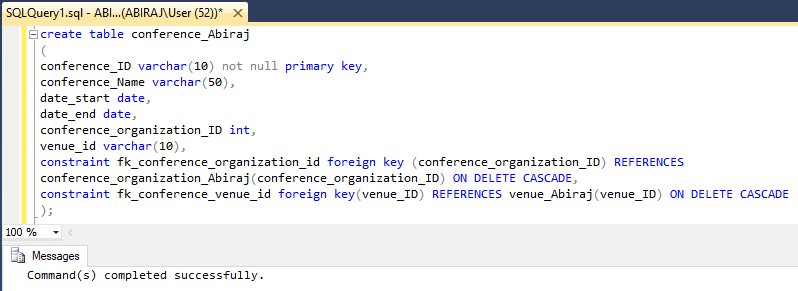 SQLQuery1.sql - ABI...(ABIRAJ\User (52))* ×
create table conference_Abiraj
(
conference_ID varchar(10) not null primary key,
conference_Name varchar(50),
date_start date,
date_end date,
conference_organization_ID int,
venue_id varchar(10),
constraint fk_conference_organization_id foreign key (conference_organization_ID) REFERENCES
conference_organization_Abiraj(conference_organization_ID) ON DELETE CASCADE,
constraint fk_conference_venue_id foreign key(venue_ID) REFERENCES venue_Abiraj(venue_ID) ON DELETE CASCADE
);
100 %
Messages
Command(s) completed successfully.